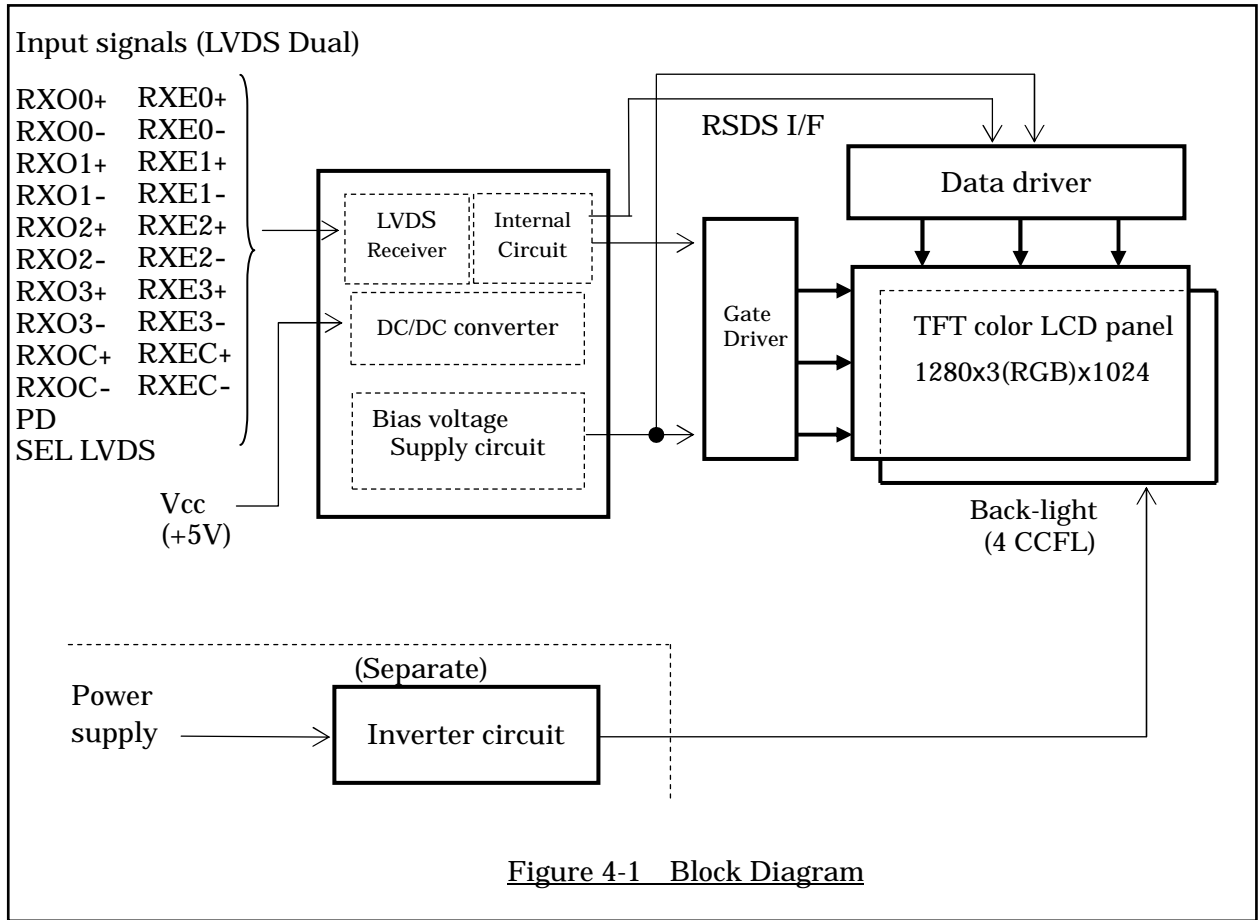 Input signals (LVDS Dual)
RXO0+ RXE0+
RXO0- RXE0-
RXO1+ RXE1+
RXO1- RXE1-
RXO2+ RXE2+
RXO2- RXE2-
RXO3+ RXE3+
RXO3- RXE3-
RXOC+ RXEC+
RXOC- RXEC-
PD
SEL LVDS
Vcc
(+5V)
LVDS
Receiver
Internal
Circuit
DC/DC converter
Bias voltage
Supply circuit
RSDS I/F
Data driver
Gate
Driver
TFT color LCD panel
1280x3(RGB)x1024
Back-light
(4 CCFL)
(Separate)
Power
supply
Inverter circuit
Figure 4-1 Block Diagram